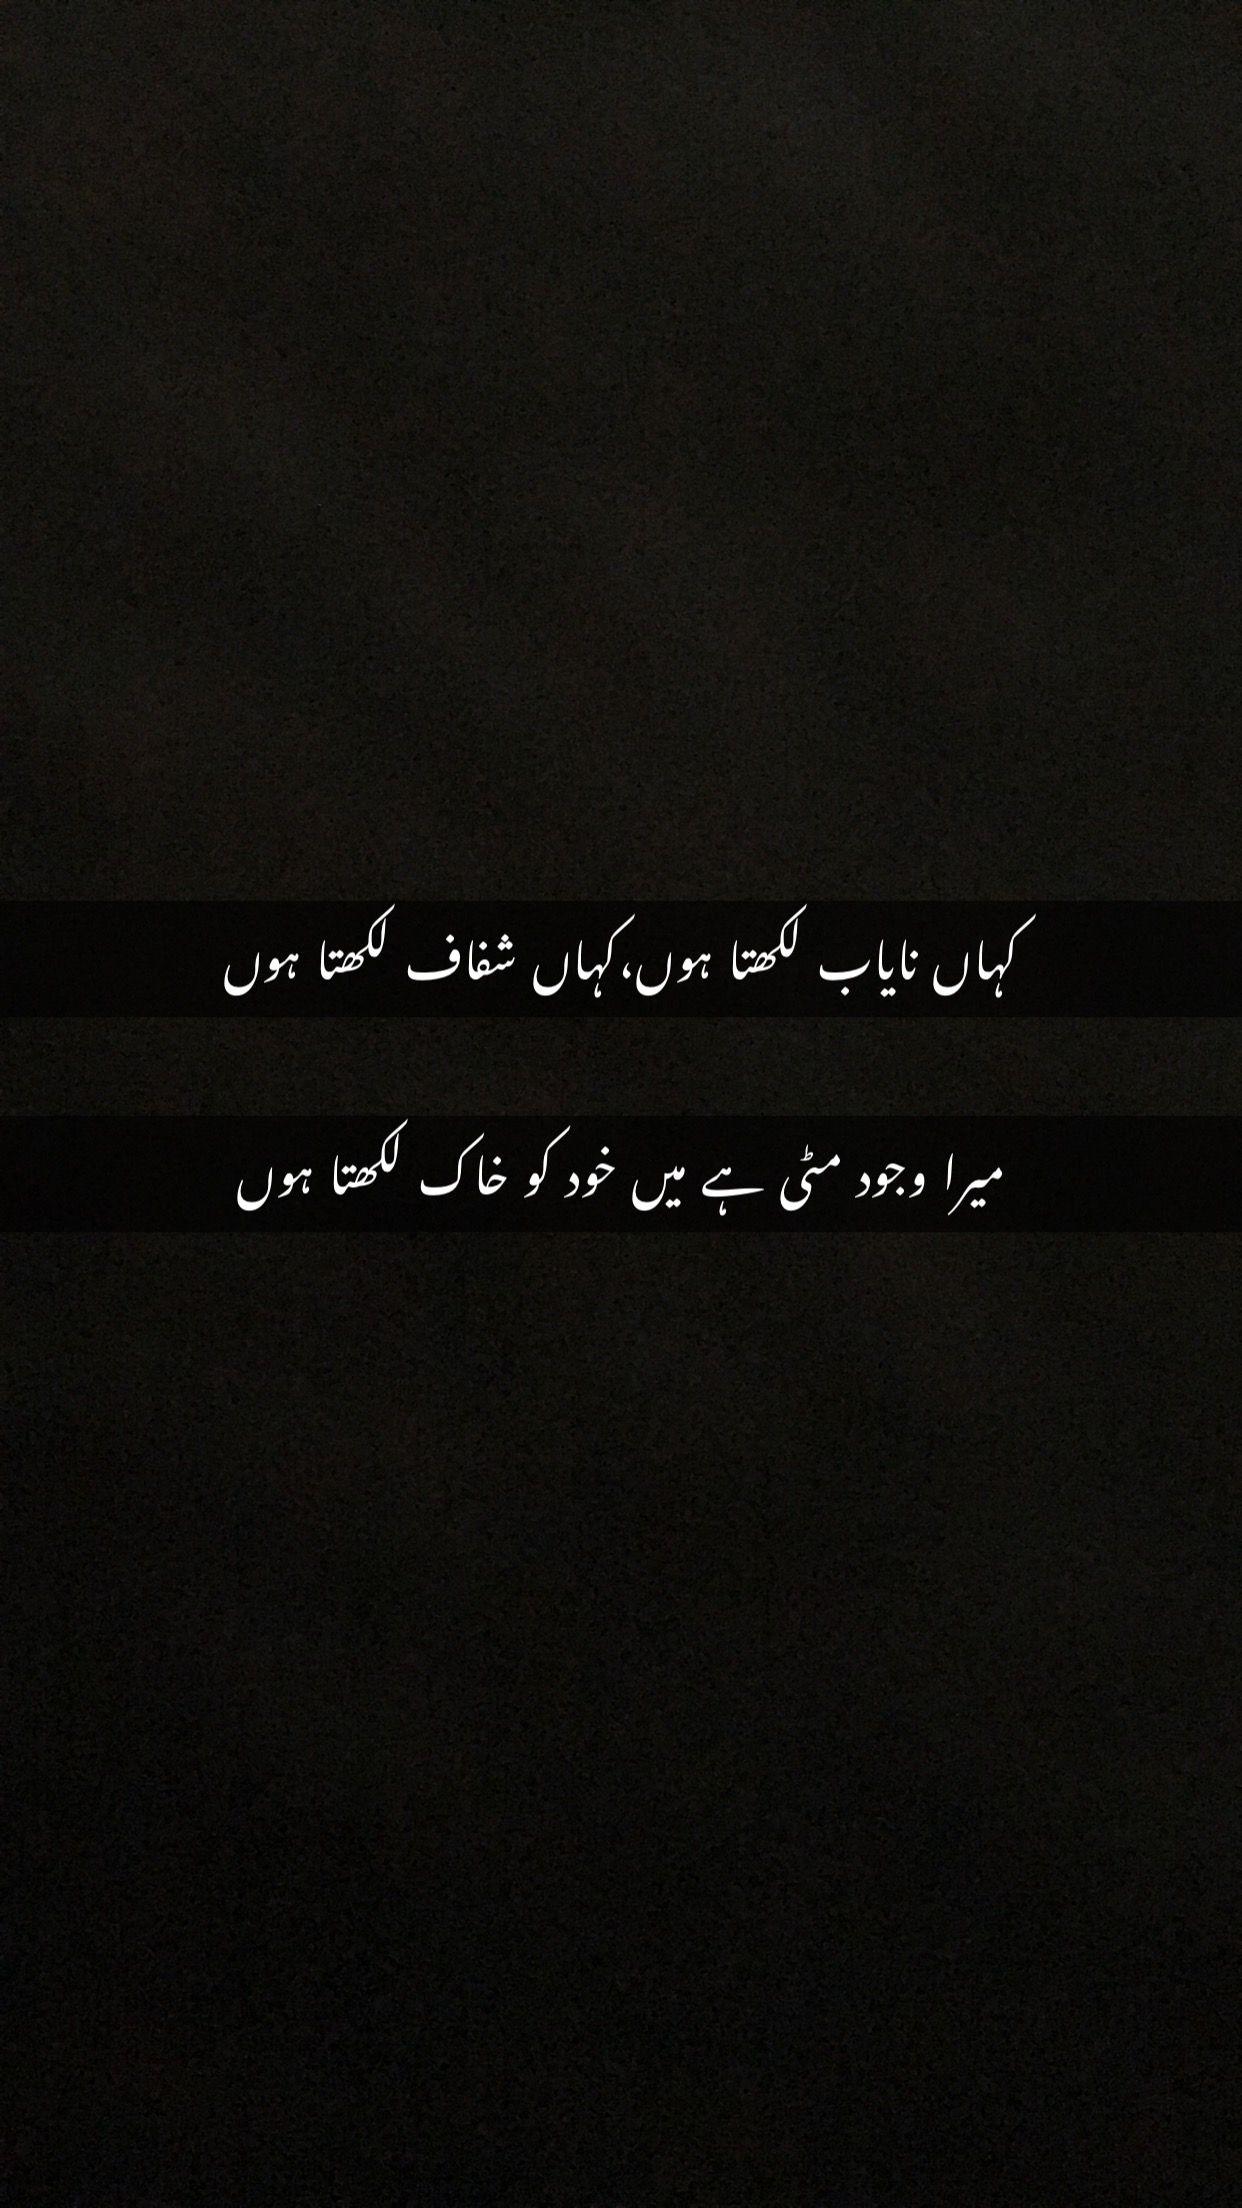 کہاں نایاب لکھتا ہوں،کہاں شفاف لکھتا ہوں
میرا وجود مٹی ہے میں خود کو خاک لکھتا ہوں